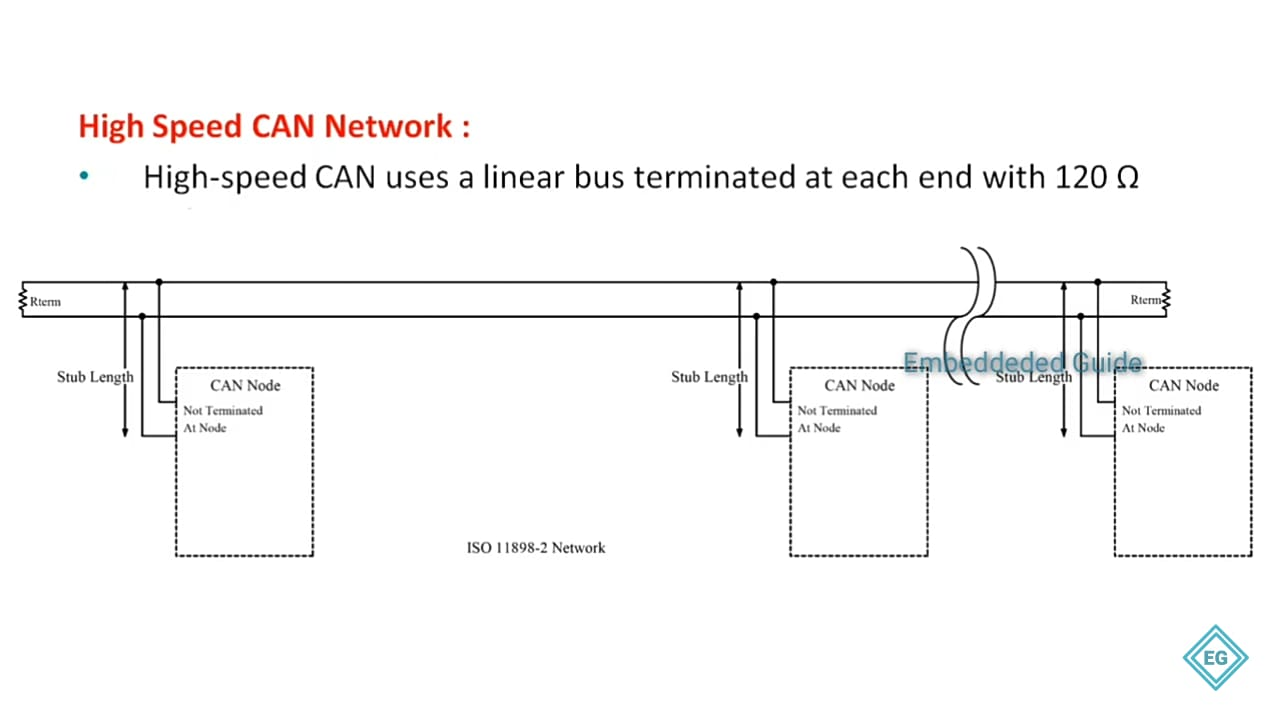 High Speed CAN Network :
• High-speed CAN uses a linear bus terminated at each end with 120 Ω
Rterm
Rterm
Embeddeded Guide
Stub Length
CAN Node
Not Terminated
At Node
Stub Length
CAN Node
Not Terminated
At Node
Stub Length
CAN Node
Not Terminated
At Node
ISO 11898-2 Network
EG